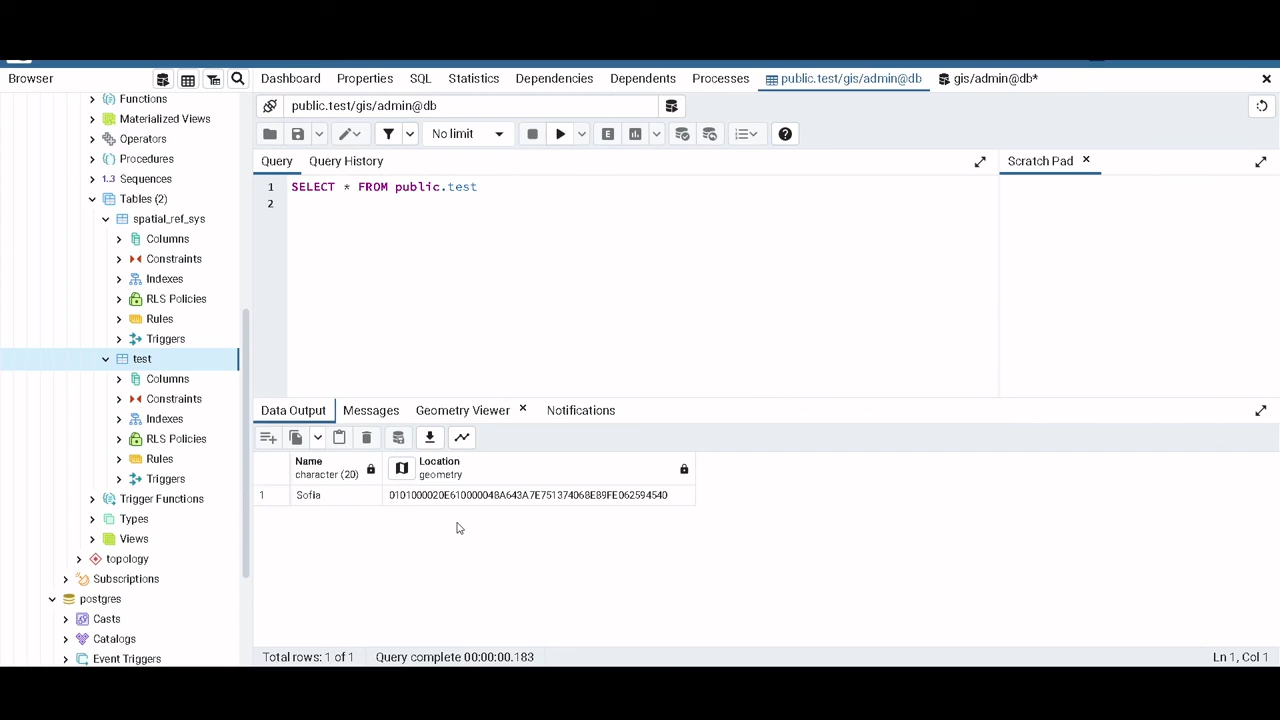 Browser
Dashboard Properties SQL Statistics Dependencies Dependents Processes public.test/gis/admin@db gis/admin@db*
Functions
Materialized Views
Operators
Procedures
1.3 Sequences
Tables (2)
spatial_ref_sys
Columns
Constraints
Indexes
RLS Policies
Rules
Triggers
test
Columns
Constraints
Indexes
RLS Policies
Rules
Triggers
Trigger Functions
Types
Views
topology
Subscriptions
postgres
Casts
Catalogs
Event Triggers
public.test/gis/admin@db
No limit
E
Query Query History
Scratch Pad
1 SELECT * FROM public.test
2
Data Output Messages Geometry Viewer Notifications
Name Location
character (20) geometry
1 Sofia 0101000020E610000048A643A7E751374068E89FE062594540
Total rows: 1 of 1 Query complete 00:00:00.183 Ln 1, Col 1